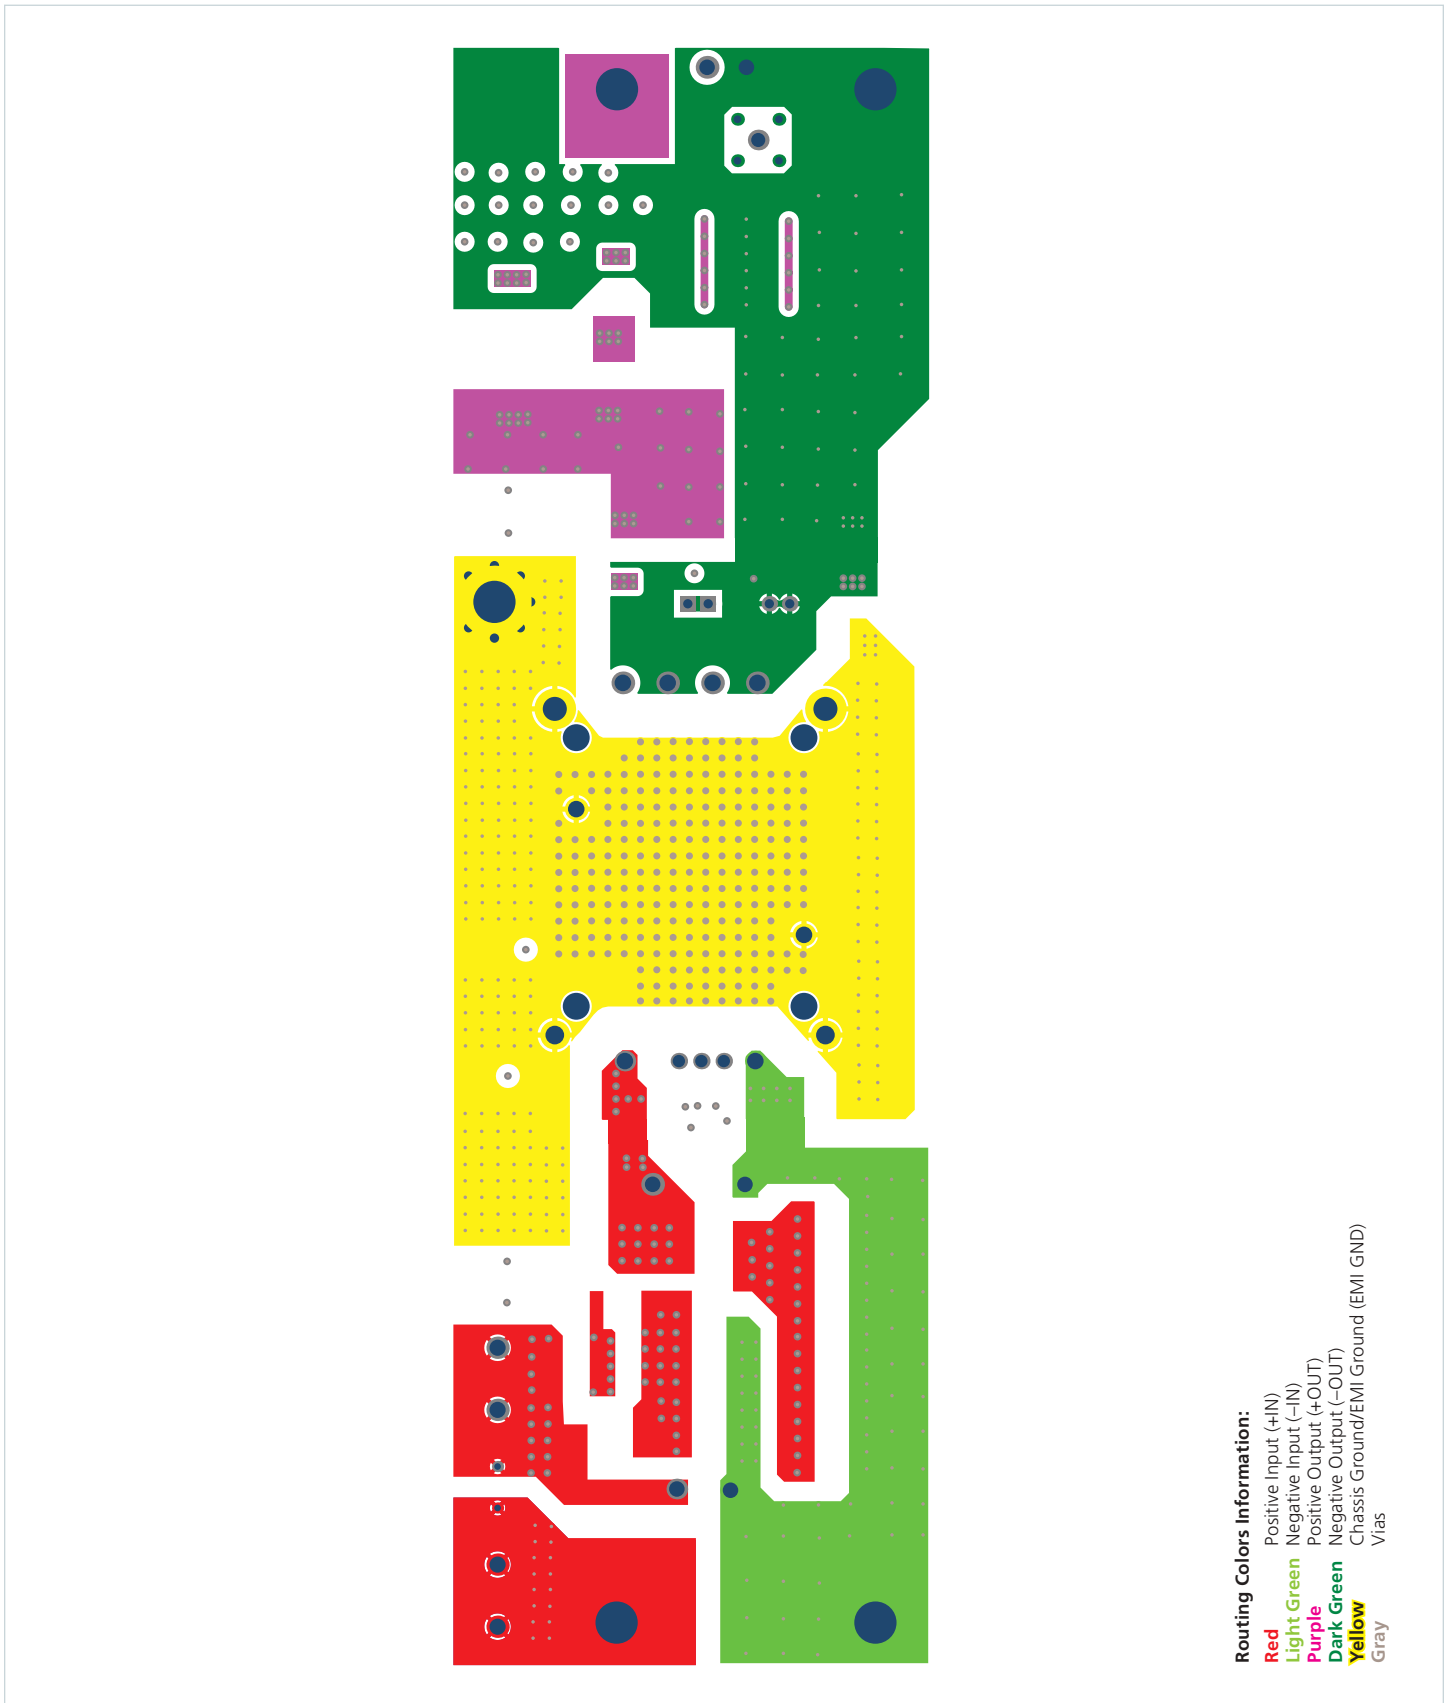 Routing Colors Information:
Red Positive Input (+IN)
Light Green Negative Input (–IN)
Purple Positive Output (+OUT)
Dark Green Negative Output (–OUT)
Yellow Chassis Ground/EMI Ground (EMI GND)
Gray Vias